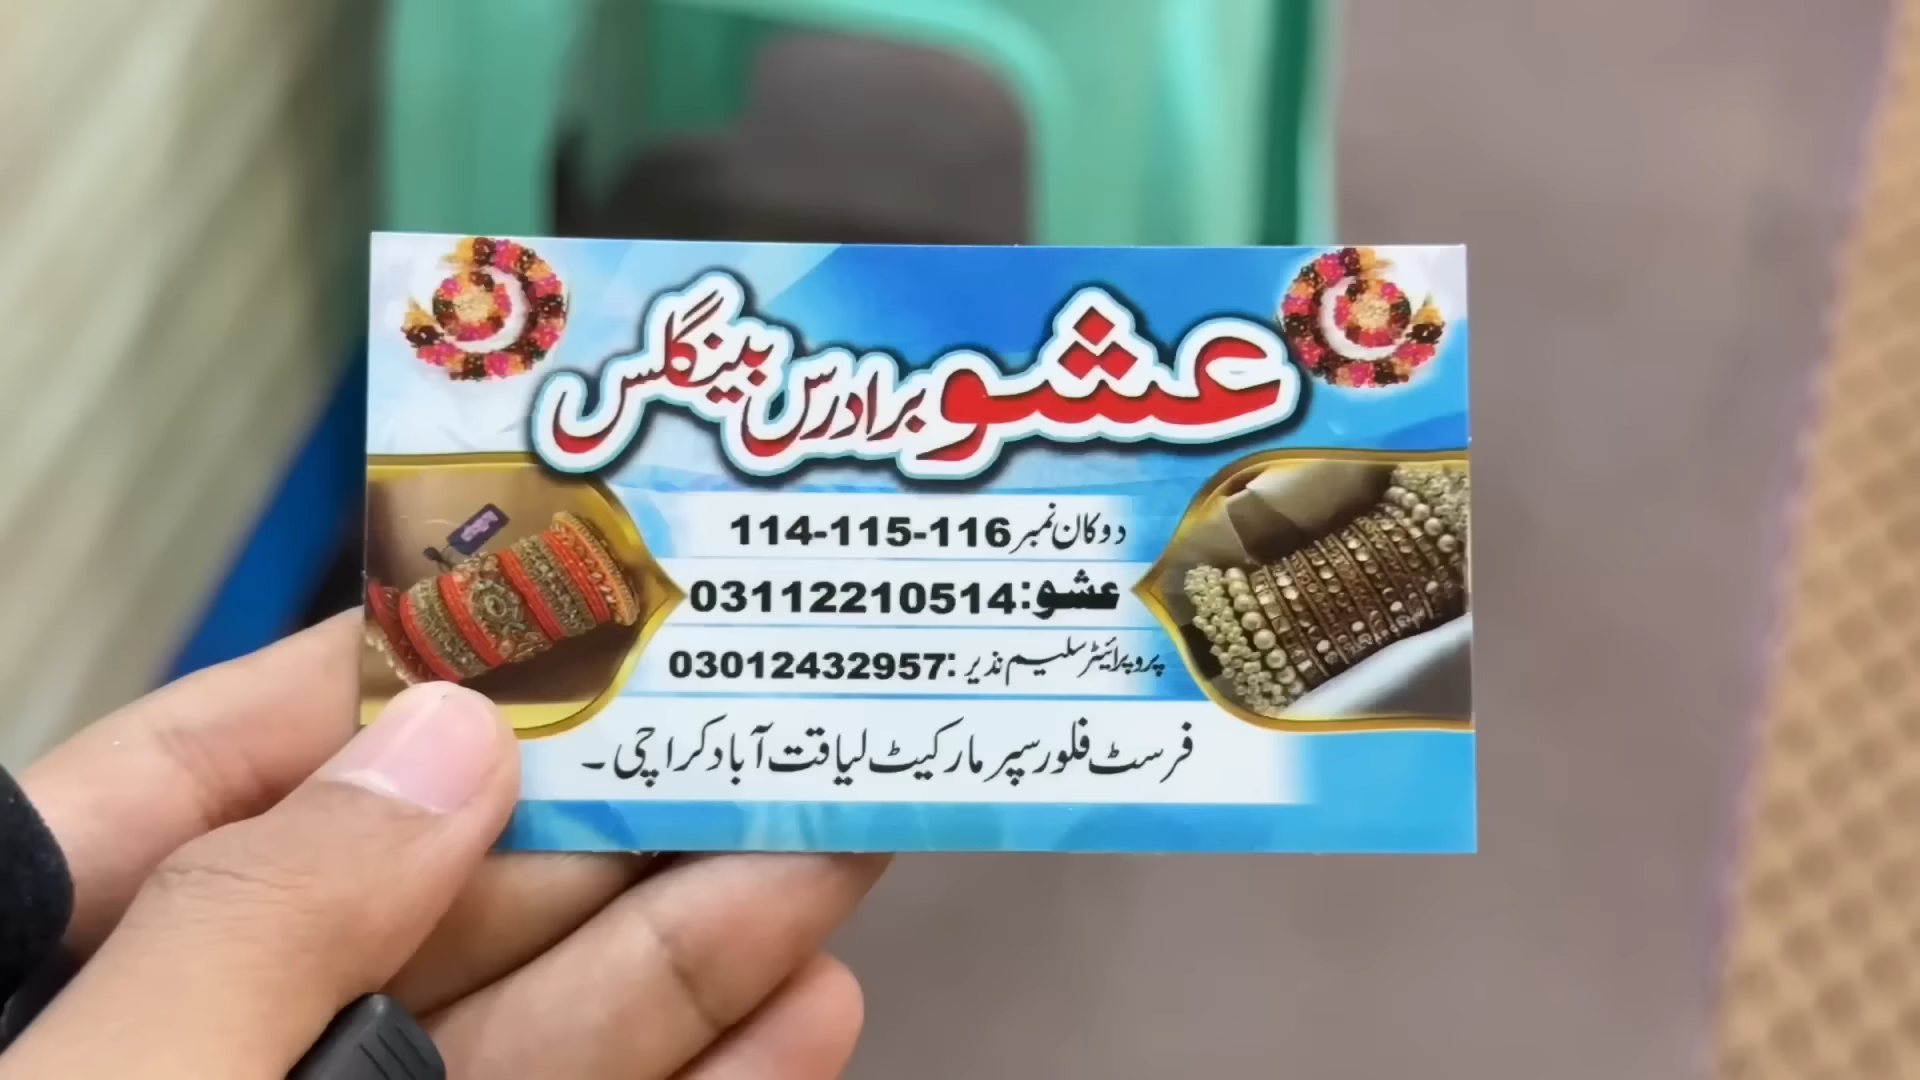 عشو برادرس بینگلس
دوکان نمبر 114-115-116
عشو: 03112210514
پروپرائیٹر سلیم نذیر: 03012432957
فرسٹ فلور سپر مارکیٹ لیاقت آباد کراچی۔